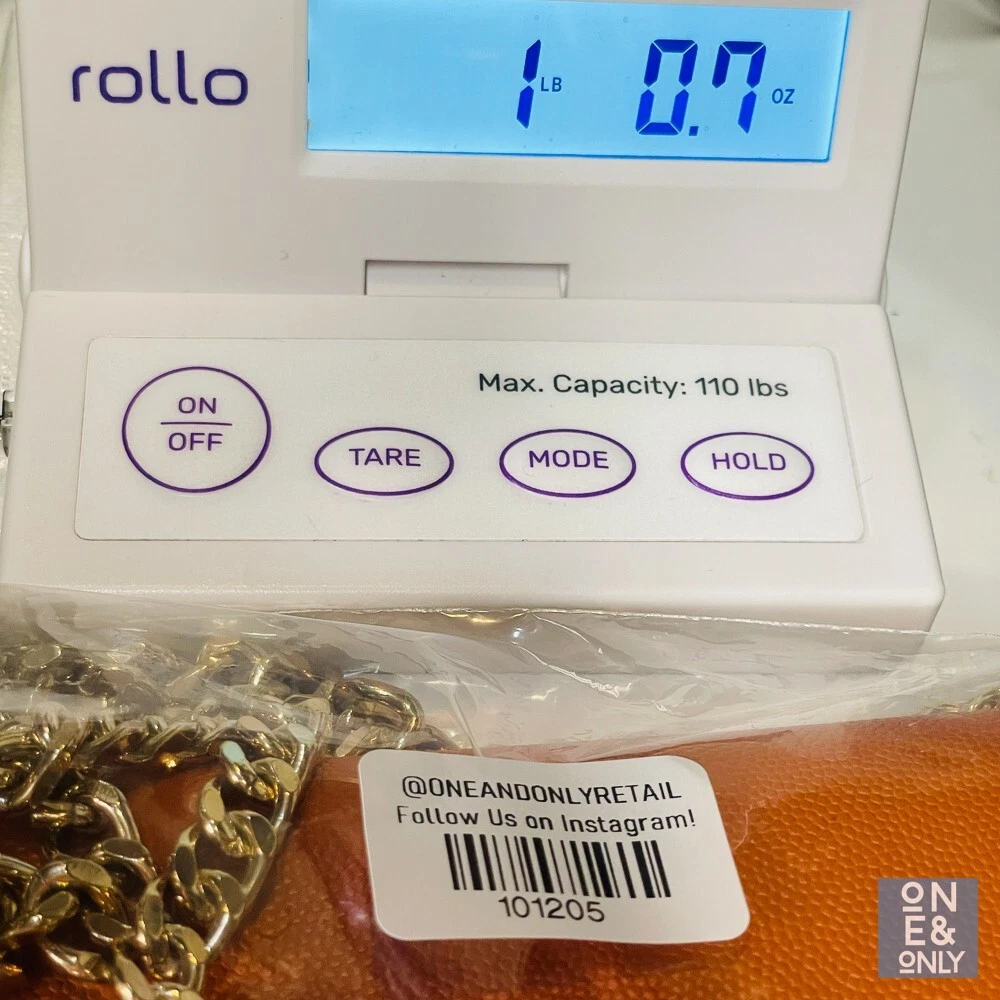 rollo
1 LB 0.7 OZ
Max. Capacity: 110 lbs
ON
OFF
TARE
MODE
HOLD
@ONEANDONLYRETAIL
Follow Us on Instagram!
101205
ON
E&
ONLY